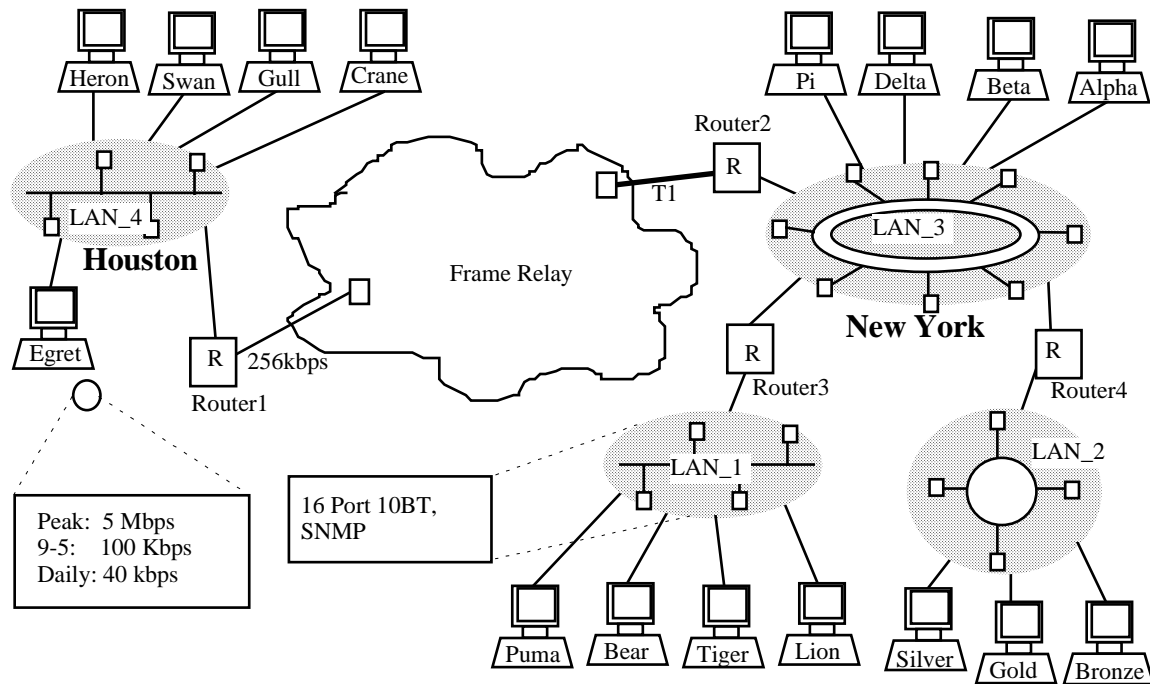 Heron
Swan
Gull
Crane
Pi
Delta
Beta
Alpha
Router2
R
T1
LAN_4
LAN_3
Houston
Frame Relay
New York
Egret
R
256kbps
Router1
R
Router3
R
Router4
LAN_1
LAN_2
16 Port 10BT,
SNMP
Peak: 5 Mbps
9-5: 100 Kbps
Daily: 40 kbps
Puma
Bear
Tiger
Lion
Silver
Gold
Bronze